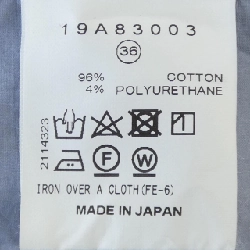 19A83003
36
96% COTTON
4% POLYURETHANE
2114323
F W
IRON OVER A CLOTH(FE-6)
MADE IN JAPAN